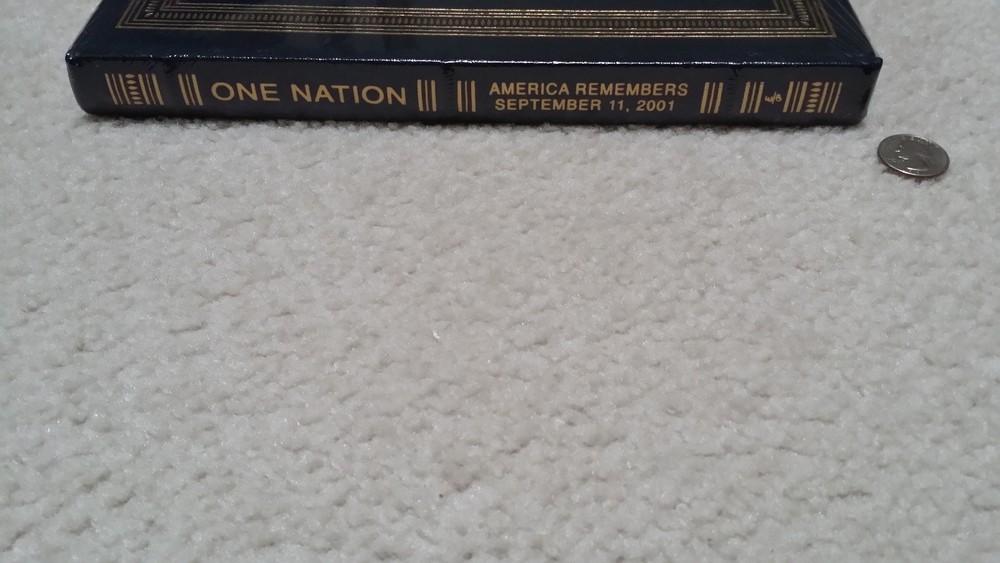 ONE NATION
AMERICA REMEMBERS
SEPTEMBER 11, 2001